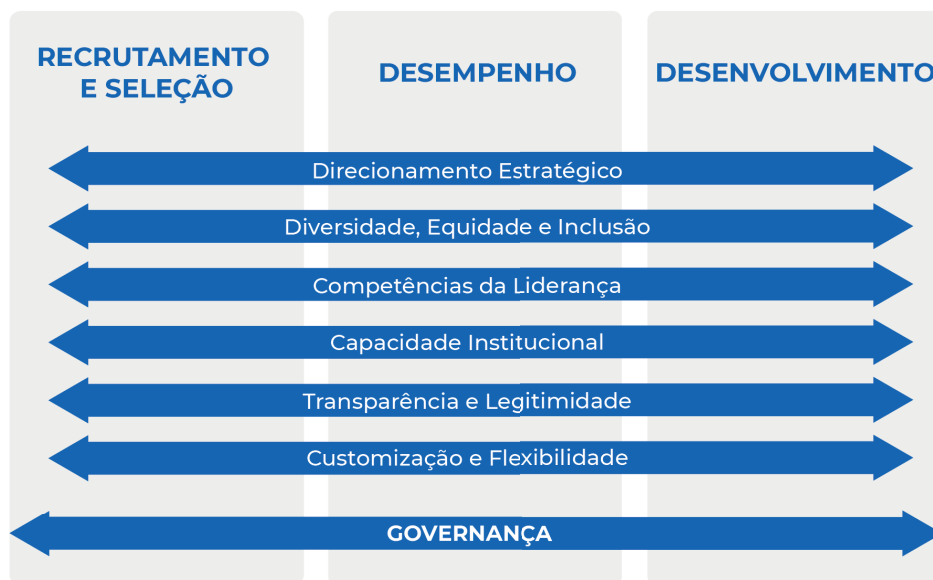 RECRUTAMENTO
E SELEÇÃO
DESEMPENHO
DESENVOLVIMENTO
Direcionamento Estratégico
Diversidade, Equidade e Inclusão
Competências da Liderança
Capacidade Institucional
Transparência e Legitimidade
Customização e Flexibilidade
GOVERNANÇA